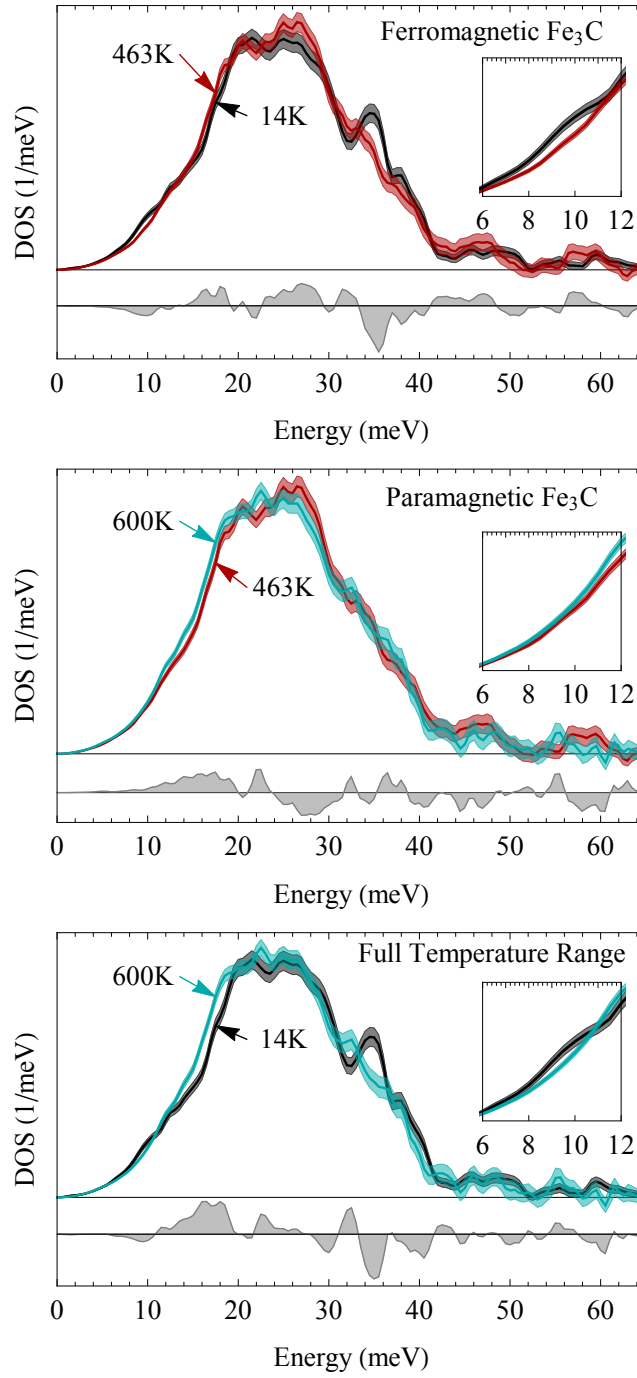 Ferromagnetic Fe3C
463K
14K
6 8 10 12
DOS (1/meV)
0 10 20 30 40 50 60
Energy (meV)
Paramagnetic Fe3C
600K
463K
6 8 10 12
DOS (1/meV)
0 10 20 30 40 50 60
Energy (meV)
Full Temperature Range
600K
14K
6 8 10 12
DOS (1/meV)
0 10 20 30 40 50 60
Energy (meV)